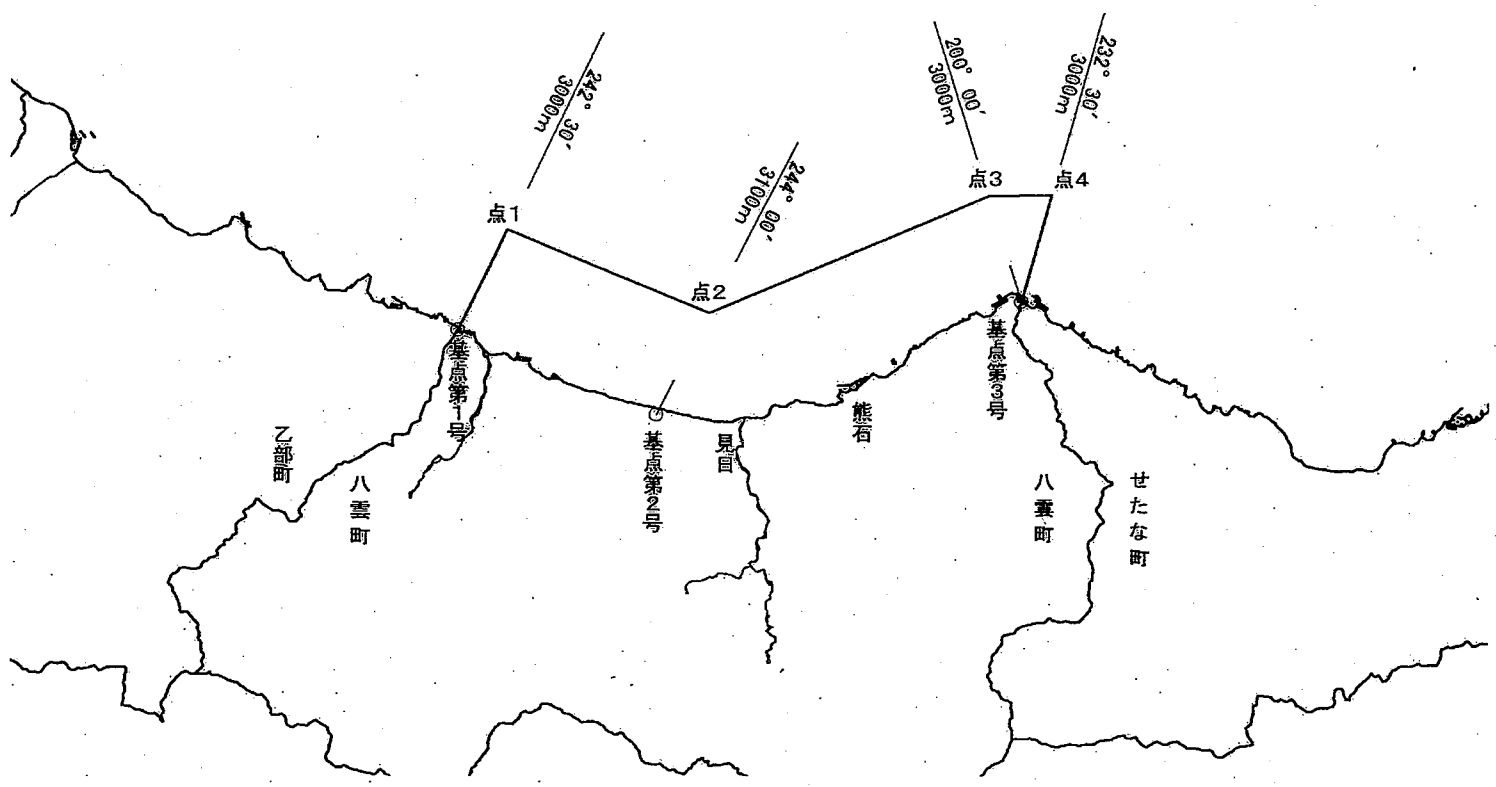 242° 30′
3000m
244° 00′
3100m
200° 00′
3000m
232° 30′
3000m
点1
点2
点3
点4
基点第1号
基点第2号
基点第3号
見日
熊石
乙部町
八雲町
八雲町
せたな町